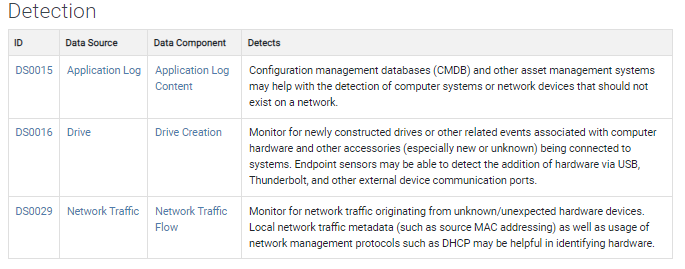 Detection
ID Data Source Data Component Detects
DS0015 Application Log Application Log Content Configuration management databases (CMDB) and other asset management systems
may help with the detection of computer systems or network devices that should not
exist on a network.
DS0016 Drive Drive Creation Monitor for newly constructed drives or other related events associated with computer
hardware and other accessories (especially new or unknown) being connected to
systems. Endpoint sensors may be able to detect the addition of hardware via USB,
Thunderbolt, and other external device communication ports.
DS0029 Network Traffic Network Traffic Flow Monitor for network traffic originating from unknown/unexpected hardware devices.
Local network traffic metadata (such as source MAC addressing) as well as usage of
network management protocols such as DHCP may be helpful in identifying hardware.